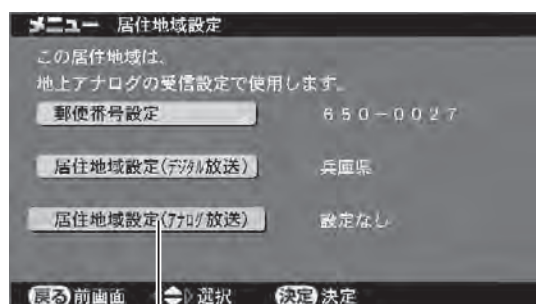 メニュー 居住地域設定
この居住地域は、
地上アナログの受信設定で使用します。
郵便番号設定 650-0027
居住地域設定(デジタル放送) 兵庫県
居住地域設定(アナログ放送) 設定なし
戻る 前画面 選択 決定 決定